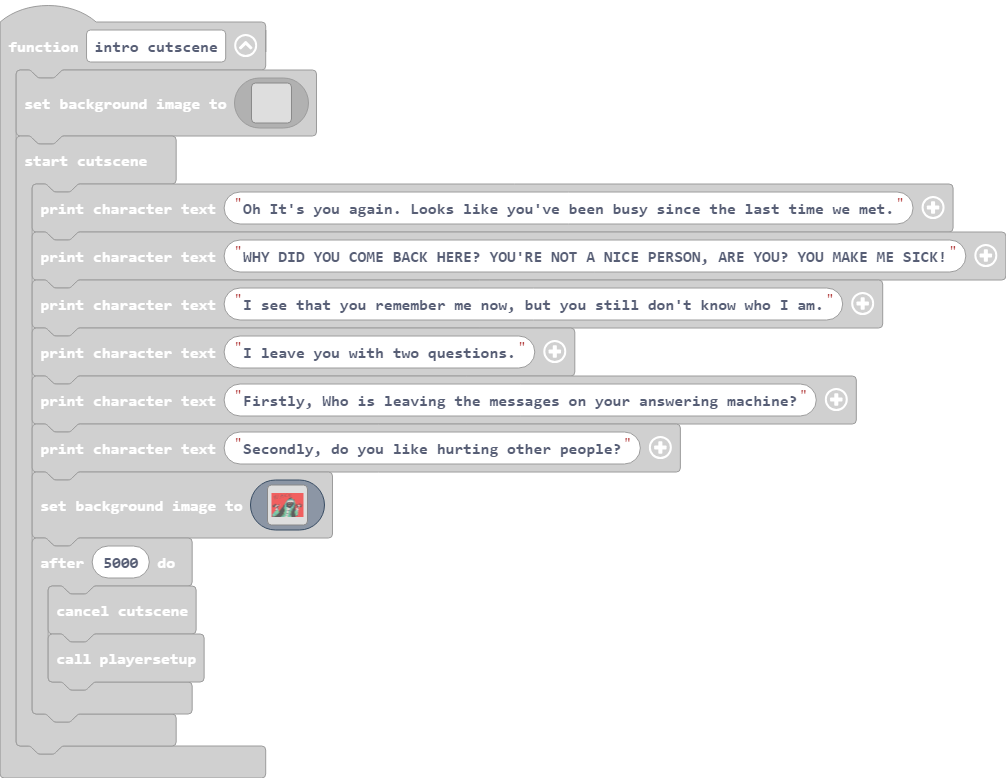 function intro cutscene
set background image to
start cutscene
print character text "Oh It's you again. Looks like you've been busy since the last time we met."
print character text "WHY DID YOU COME BACK HERE? YOU'RE NOT A NICE PERSON, ARE YOU? YOU MAKE ME SICK!"
print character text "I see that you remember me now, but you still don't know who I am."
print character text "I leave you with two questions."
print character text "Firstly, Who is leaving the messages on your answering machine?"
print character text "Secondly, do you like hurting other people?"
set background image to
after 5000 do
cancel cutscene
call playersetup